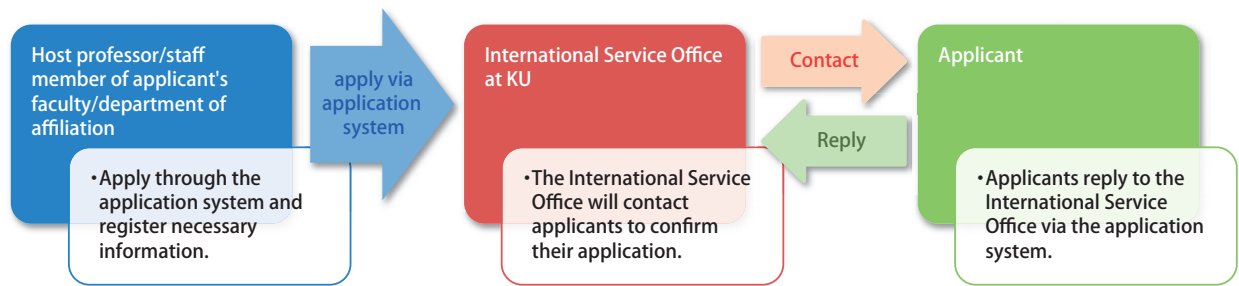 Host professor/staff
member of applicant's
faculty/department of
affiliation
・Apply through the
application system and
register necessary
information.
apply via
application
system
International Service Office
at KU
・The International Service
Office will contact
applicants to confirm
their application.
Contact
Reply
Applicant
・Applicants reply to the
International Service
Office via the application
system.